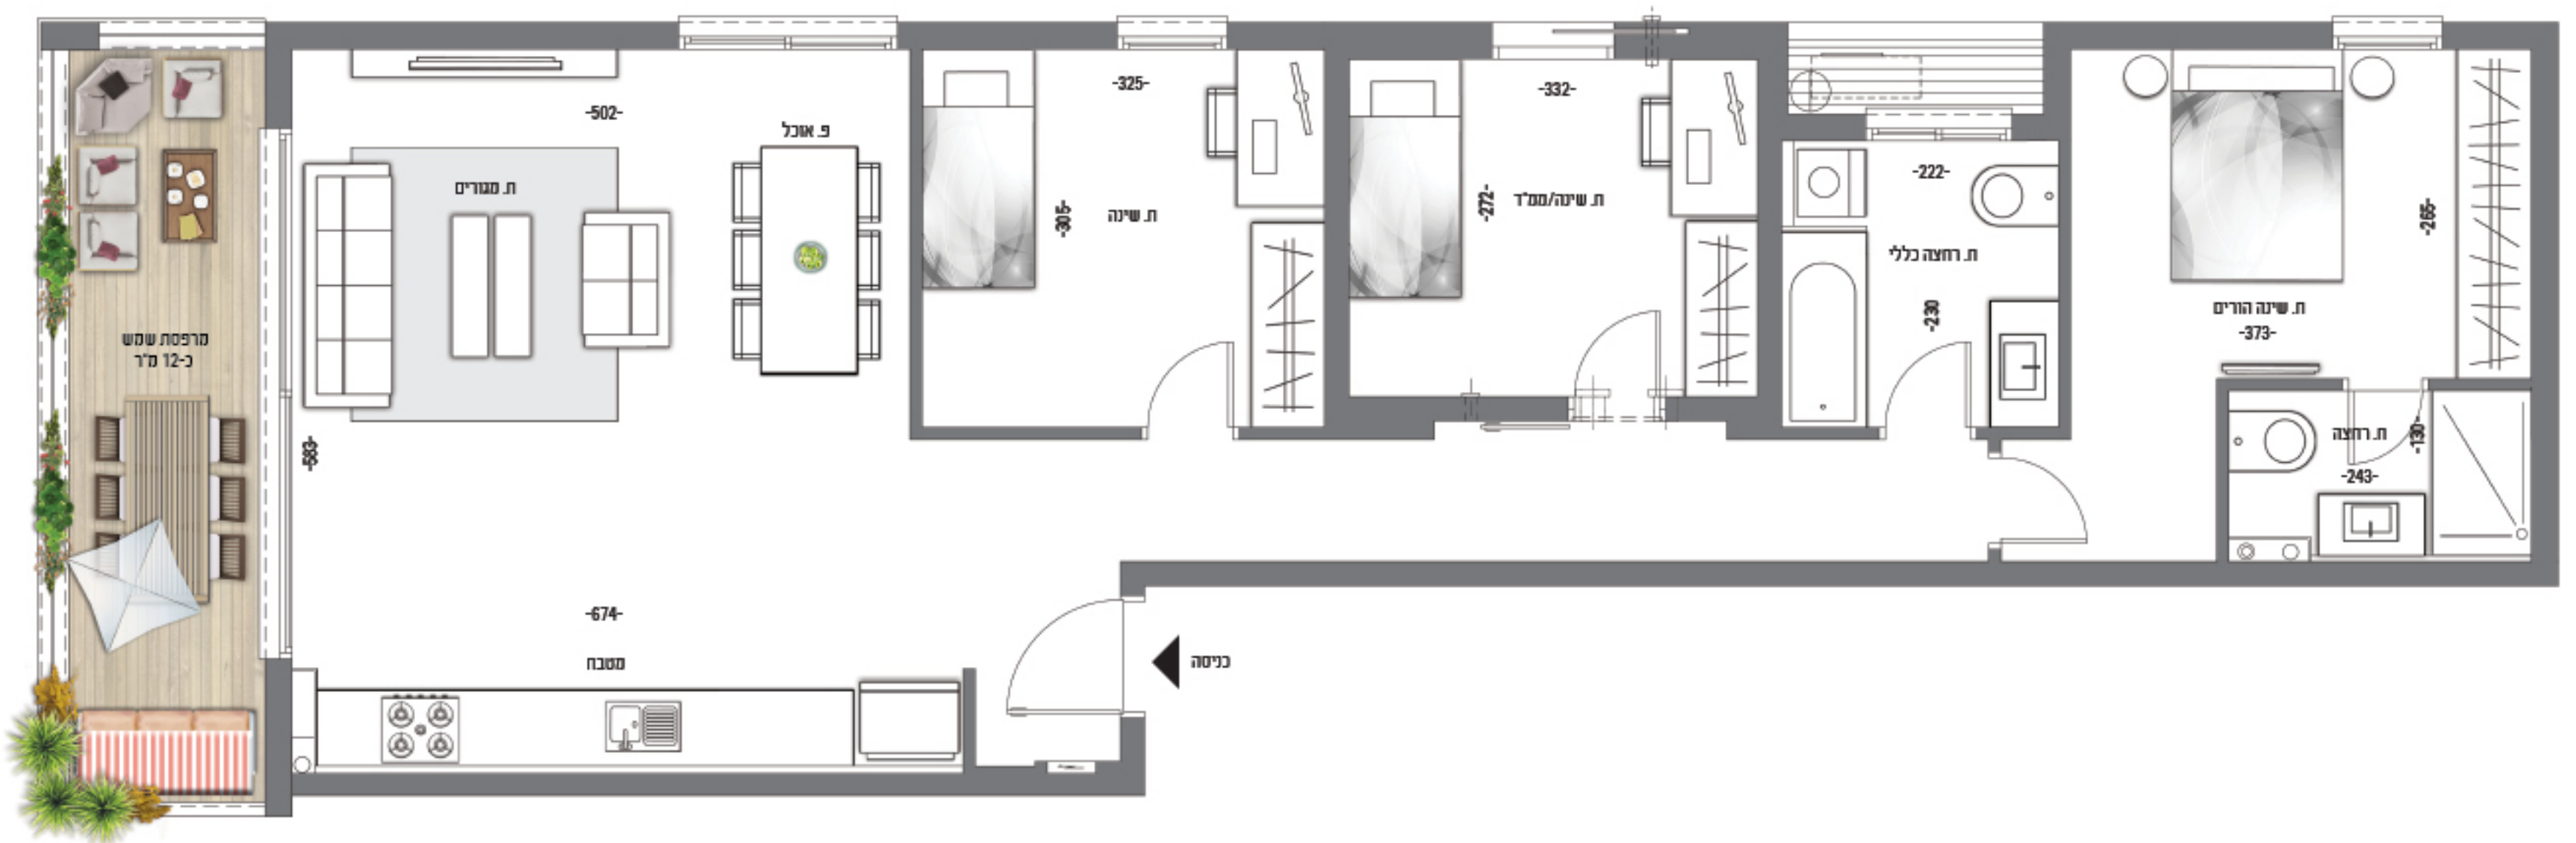 מרפסת שמש
כ-12 מ"ר
-502-
ת. מגורים
פ. אוכל
-583-
-674-
מטבח
כניסה
-325-
-305-
ת. שינה
-332-
-272-
ת. שינה/ממ"ד
-222-
ת. רחצה כללי
-230
-265-
ת. שינה הורים
-373-
ת. רחצה
-130-
-243-